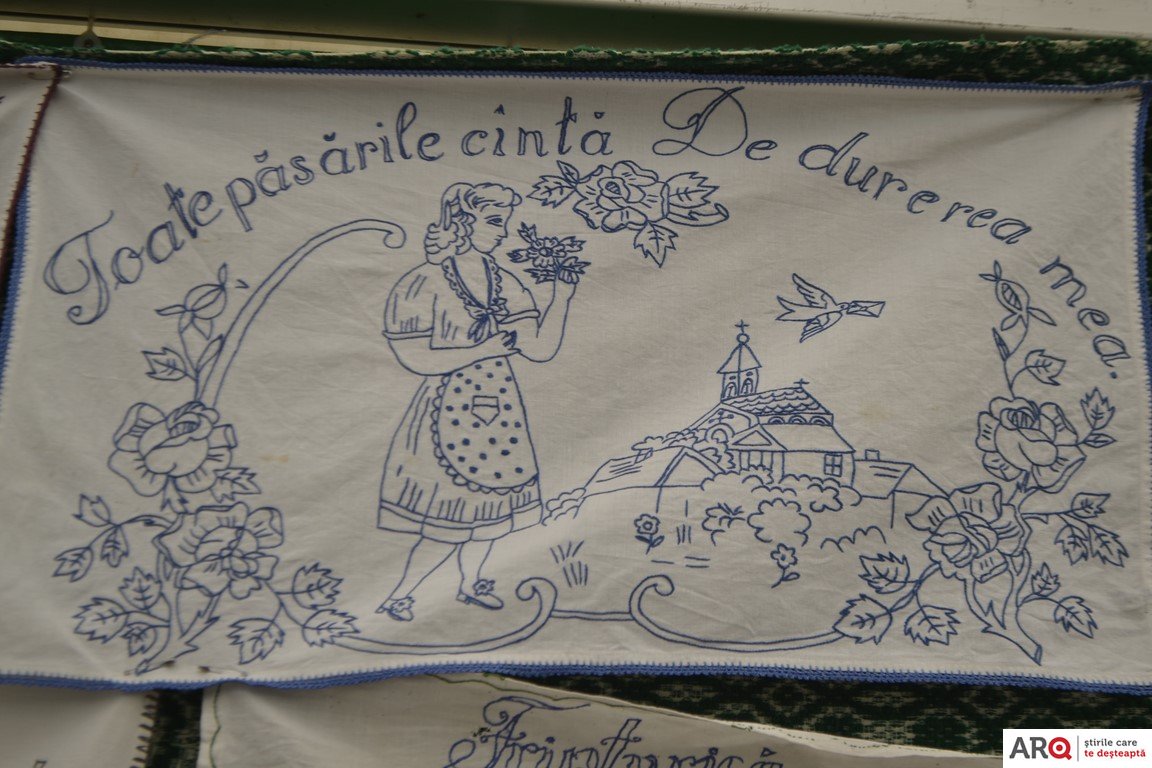 Toate păsările cîntă De durerea mea.
ARQ știrile care
te deșteaptă